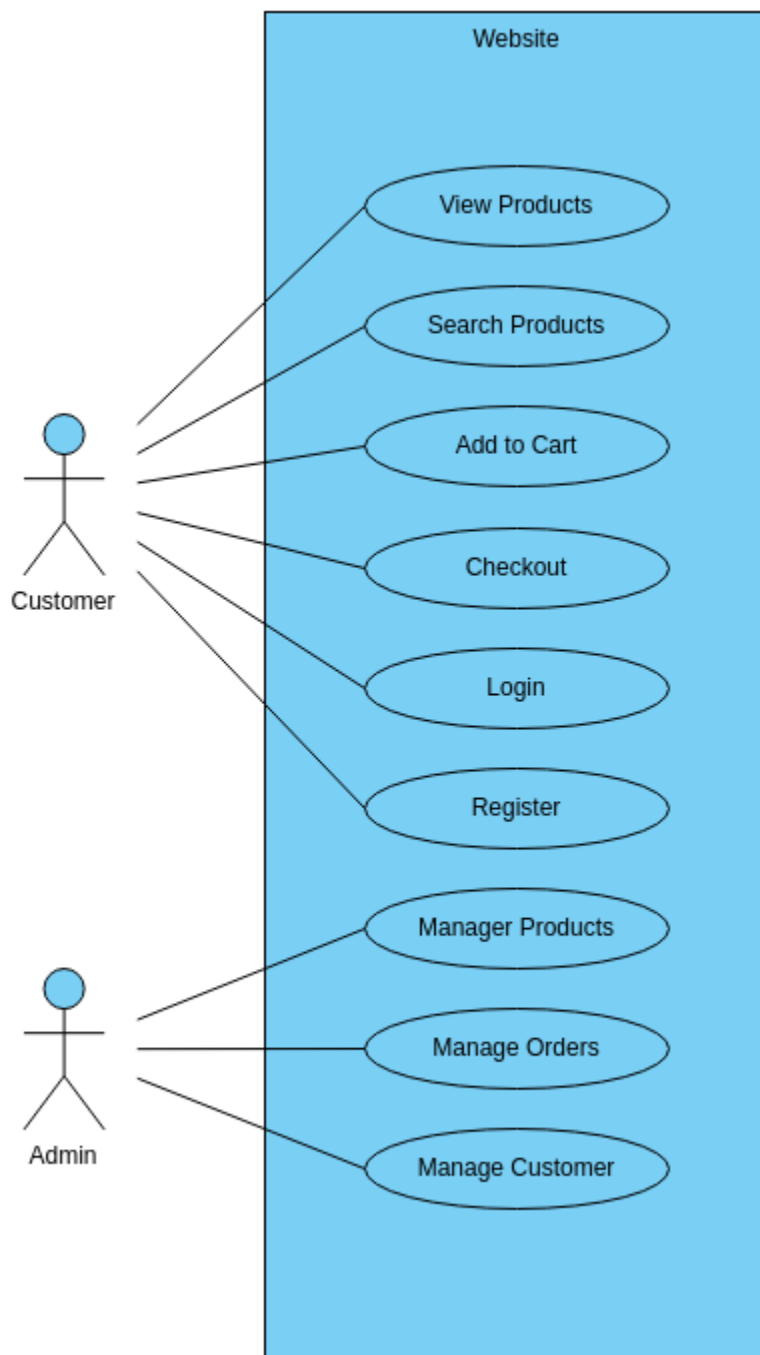 Website
View Products
Search Products
Add to Cart
Checkout
Customer
Login
Register
Manager Products
Manage Orders
Admin
Manage Customer